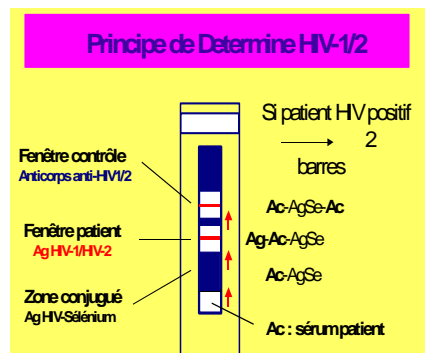 Principe de Determine HIV-1/2
Si patient HIV positif
2
barres
Fenêtre contrôle
Anticorps anti-HIV1/2
Ac-AgSe-Ac
Fenêtre patient
Ag HIV-1/HIV-2
Ag-Ac-AgSe
Ac-AgSe
Zone conjugué
Ag HIV-Sélénium
Ac : sérum patient